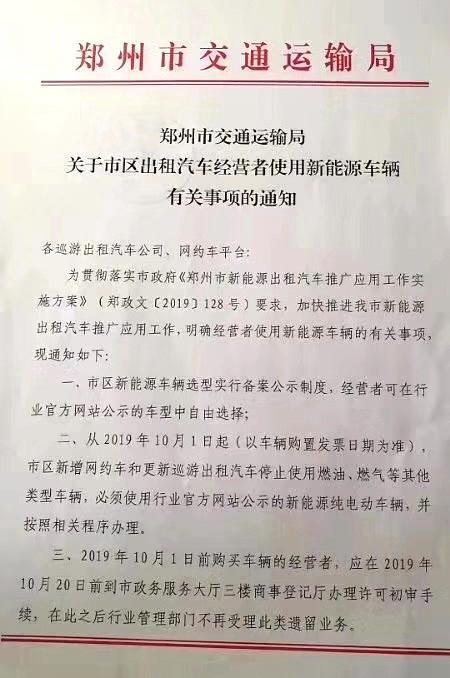 郑州市交通运输局
郑州市交通运输局
关于市区出租汽车经营者使用新能源车辆
有关事项的通知
各巡游出租汽车公司、网约车平台:
为贯彻落实市政府《郑州市新能源出租汽车推广应用工作实
施方案》（郑政文〔2019〕128号）要求，加快推进我市新能源
出租汽车推广应用工作，明确经营者使用新能源车辆的有关事项，
现通知如下:
一、市区新能源车辆选型实行备案公示制度，经营者可在行
业官方网站公示的车型中自由选择；
二、从2019年10月1日起（以车辆购置发票日期为准），
市区新增网约车和更新巡游出租汽车停止使用燃油、燃气等其他
类型车辆，必须使用行业官方网站公示的新能源纯电动车辆，并
按照相关程序办理。
三、2019年10月1日前购买车辆的经营者，应在2019年
10月20日前到市政务服务大厅三楼商事登记厅办理许可初审手
续，在此之后行业管理部门不再受理此类遗留业务。